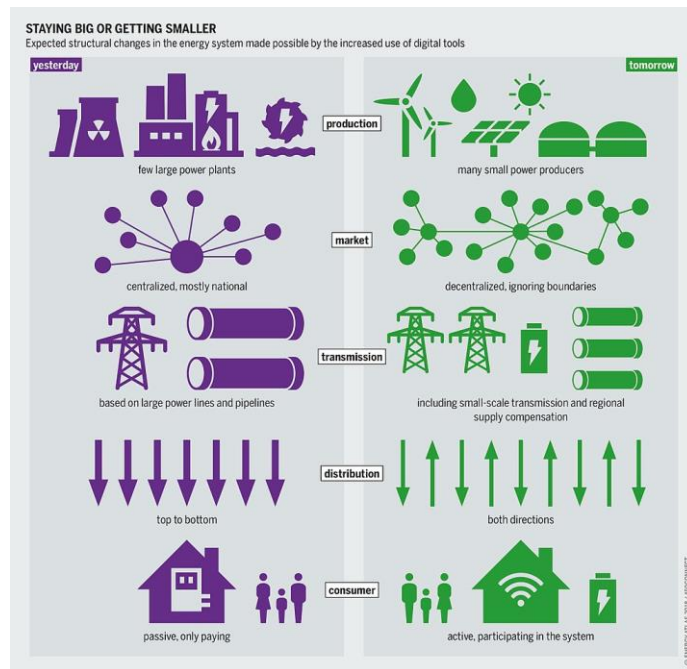 STAYING BIG OR GETTING SMALLER
Expected structural changes in the energy system made possible by the increased use of digital tools
yesterday
tomorrow
production
few large power plants
many small power producers
market
centralized, mostly national
decentralized, ignoring boundaries
transmission
based on large power lines and pipelines
including small-scale transmission and regional
supply compensation
distribution
top to bottom
both directions
consumer
passive, only paying
active, participating in the system